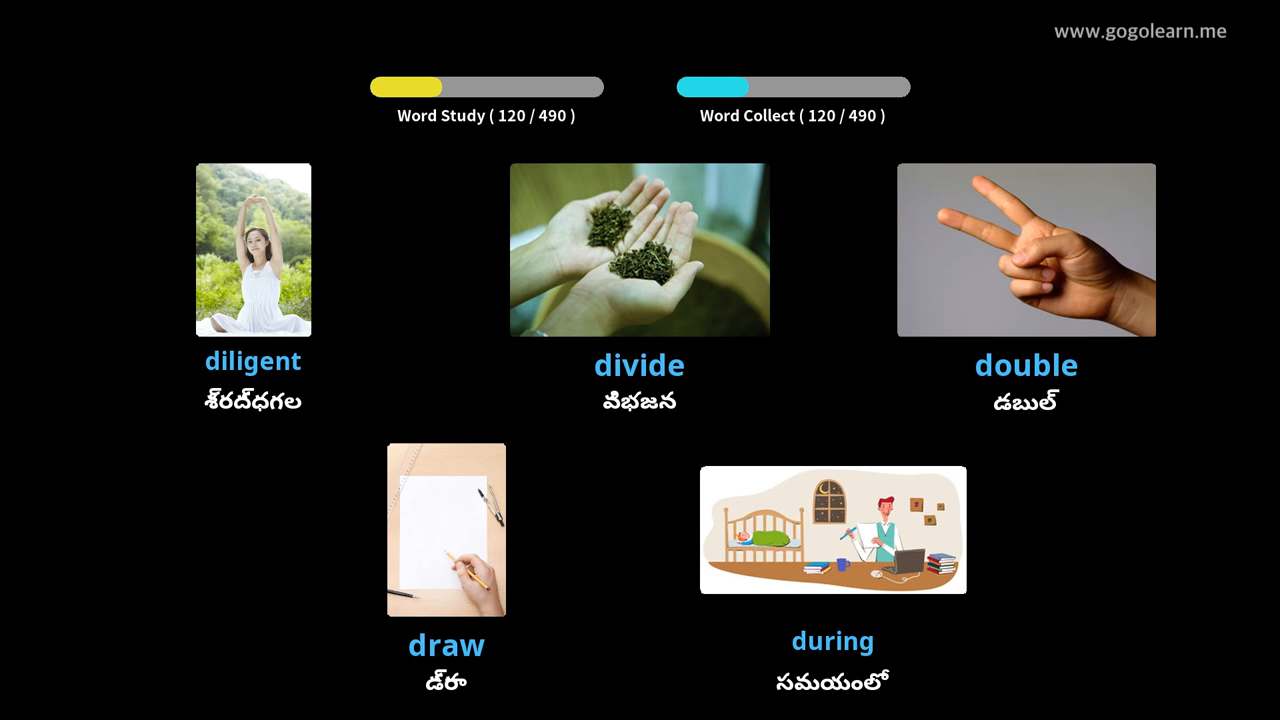 www.gogolearn.me
Word Study ( 120 / 490 )
Word Collect ( 120 / 490 )
diligent
శ్రద్ధగల
divide
విభజన
double
డబుల్
draw
డ్రా
during
సమయంలో